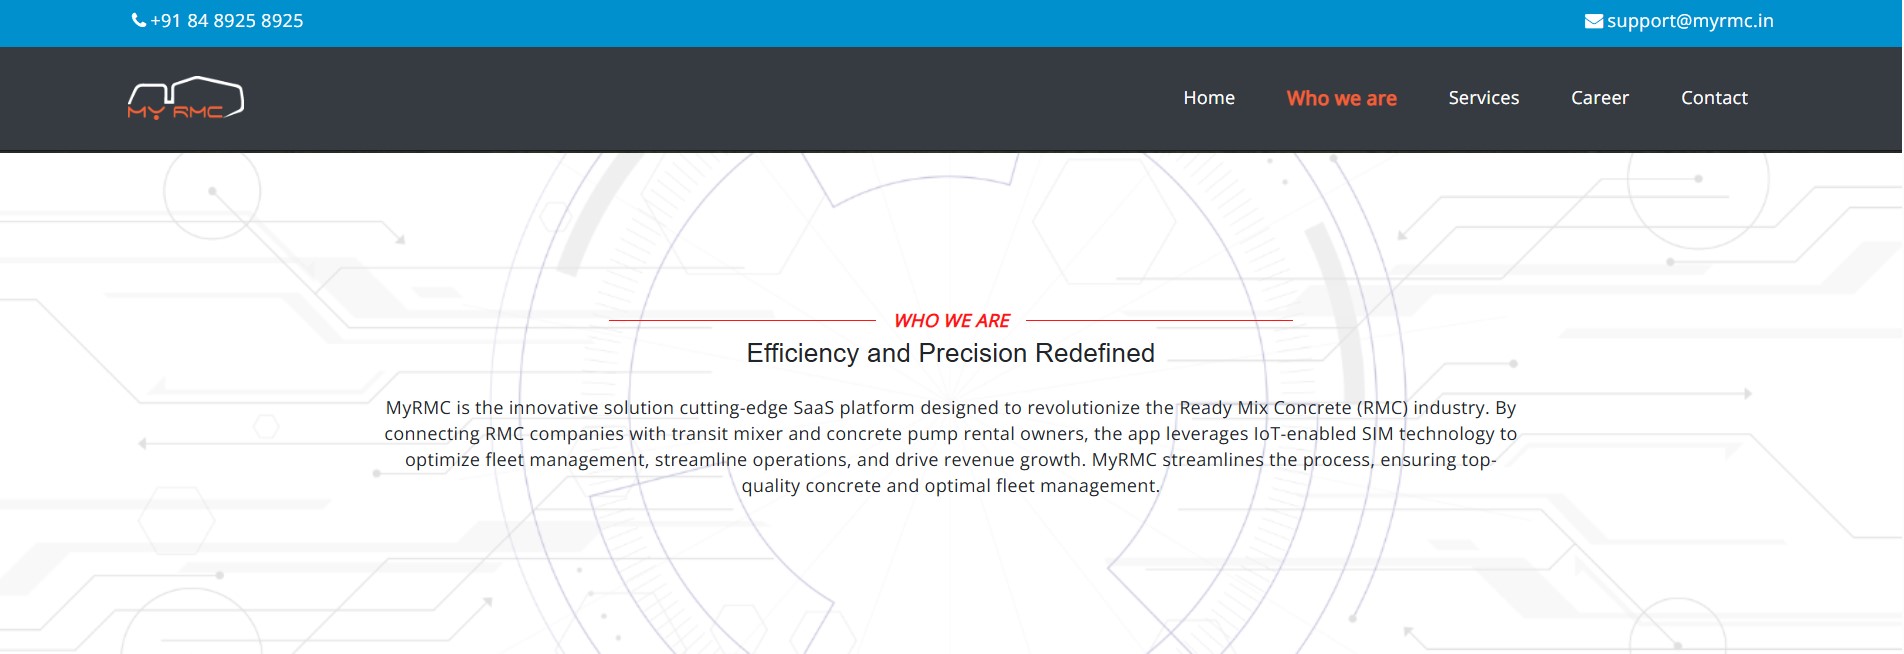 +91 84 8925 8925
support@myrmc.in
MY RMC
Home
Who we are
Services
Career
Contact
WHO WE ARE
Efficiency and Precision Redefined
MyRMC is the innovative solution cutting-edge SaaS platform designed to revolutionize the Ready Mix Concrete (RMC) industry. By
connecting RMC companies with transit mixer and concrete pump rental owners, the app leverages IoT-enabled SIM technology to
optimize fleet management, streamline operations, and drive revenue growth. MyRMC streamlines the process, ensuring top-
quality concrete and optimal fleet management.